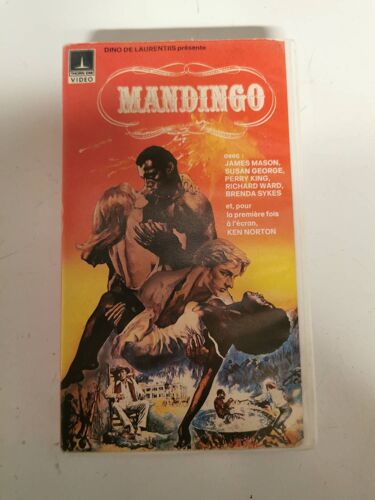 DINO DE LAURENTIIS présente
THORN EMI
VIDEO
MANDINGO
avec :
JAMES MASON,
SUSAN GEORGE,
PERRY KING,
RICHARD WARD,
BRENDA SYKES
et, pour
la première fois
à l'écran,
KEN NORTON